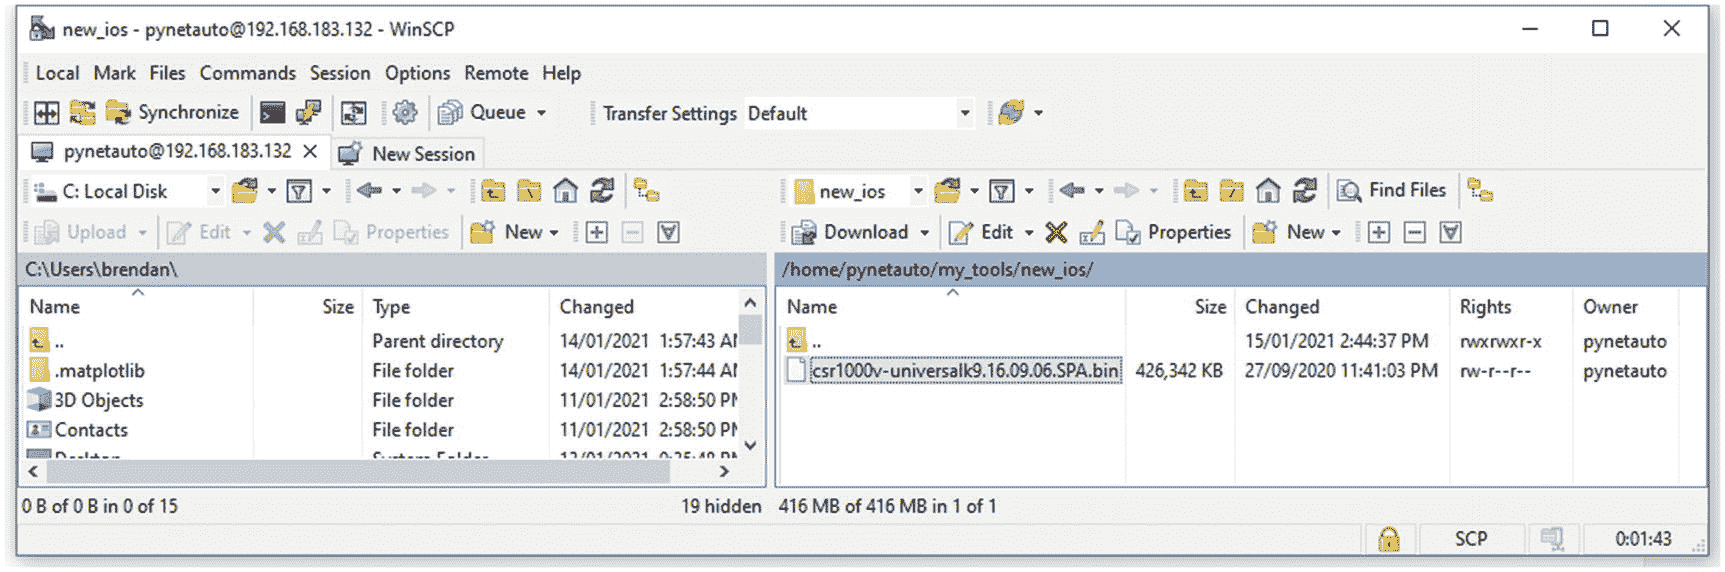 new_ios - pynetauto@192.168.183.132 - WinSCP
Local Mark Files Commands Session Options Remote Help
Synchronize Queue Transfer Settings Default
pynetauto@192.168.183.132 New Session
C: Local Disk new_ios Find Files
Upload Edit Properties New Download Edit Properties New
C:\Users\brendan\ /home/pynetauto/my_tools/new_ios/
Name Size Type Changed Name Size Changed Rights Owner
.. Parent directory 14/01/2021 1:57:43 .. 15/01/2021 2:44:37 PM rwxrwxr-x pynetauto
.matplotlib File folder 14/01/2021 1:57:44 csr1000v-universalk9.16.09.06.SPA.bin 426,342 KB 27/09/2020 11:41:03 PM rw-r--r-- pynetauto
3D Objects File folder 11/01/2021 2:58:50
Contacts File folder 11/01/2021 2:58:50
0 B of 0 B in 0 of 15 19 hidden 416 MB of 416 MB in 1 of 1
SCP 0:01:43